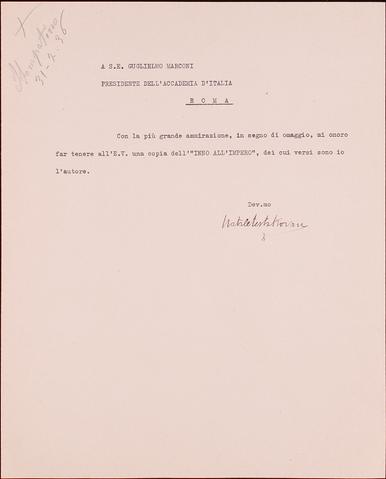 A S.E. GUGLIELMO MARCONI
PRESIDENTE DELL'ACCADEMIA D'ITALIA
R O M A
Con la più grande ammirazione, in segno di omaggio, mi onoro
far tenere all'E.V. una copia dell'"INNO ALL'IMPERO", dei cui versi sono io
l'autore.
Dev.mo